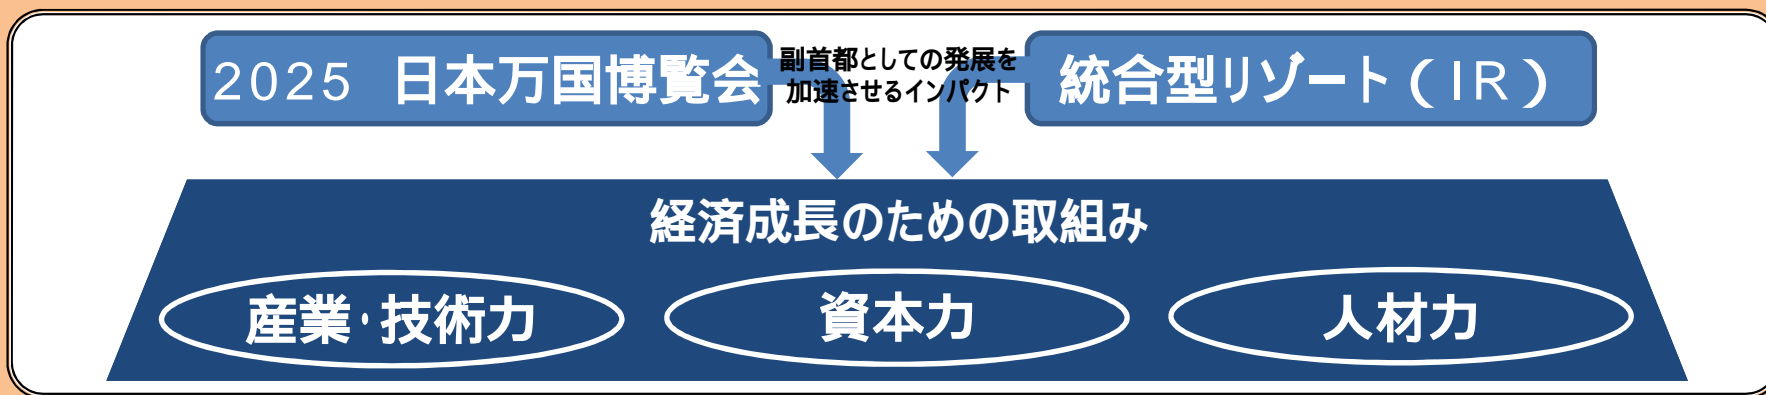 2025 日本万国博覧会
副首都としての発展を
加速させるインパクト
統合型リゾート（IR）
経済成長のための取組み
産業・技術力
資本力
人材力